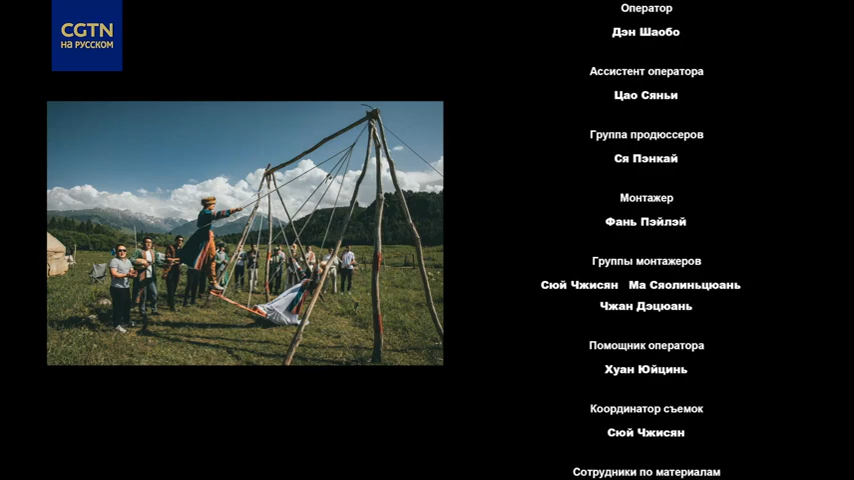 CGTN
НА РУССКОМ
Оператор
Дэн Шаобо
Ассистент оператора
Цао Сяньи
Группа продюссеров
Ся Пэнкай
Монтажер
Фань Пэйлэй
Группы монтажеров
Сюй Чжисян Ма Сяолиньцюань
Чжан Дэцюань
Помощник оператора
Хуан Юйцинь
Координатор съемок
Сюй Чжисян
Сотрудники по материалам